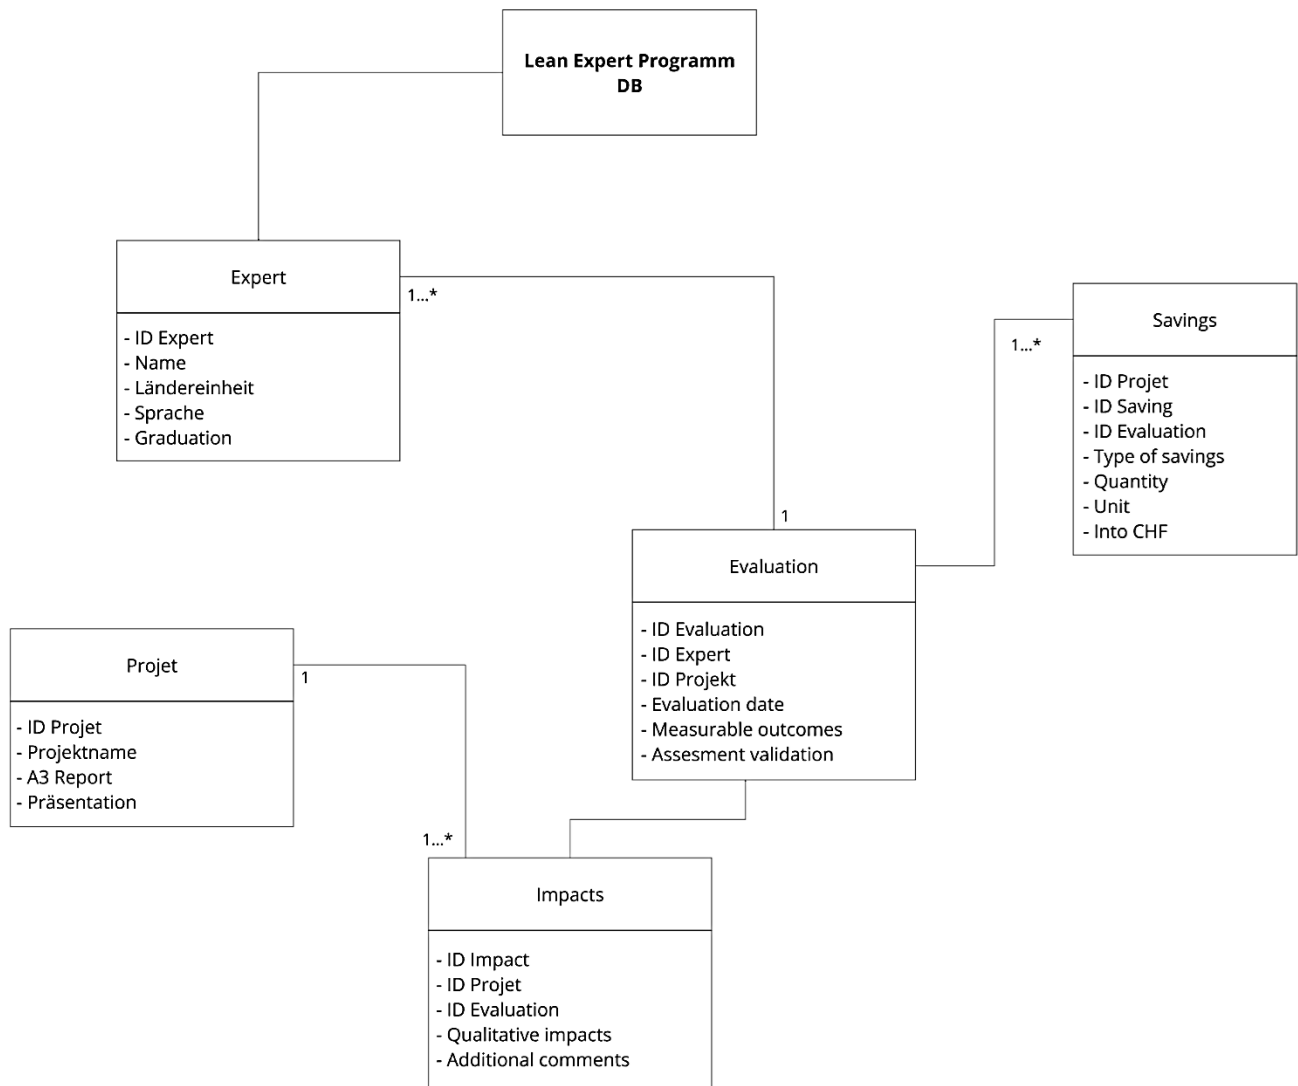 Lean Expert Programm
DB
Expert
1...*
- ID Expert
- Name
- Ländereinheit
- Sprache
- Graduation
Savings
1...*
- ID Projet
- ID Saving
- ID Evaluation
- Type of savings
- Quantity
- Unit
- Into CHF
1
Evaluation
- ID Evaluation
- ID Expert
- ID Projekt
- Evaluation date
- Measurable outcomes
- Assesment validation
Projet
1
- ID Projet
- Projektname
- A3 Report
- Präsentation
1...*
Impacts
- ID Impact
- ID Projet
- ID Evaluation
- Qualitative impacts
- Additional comments